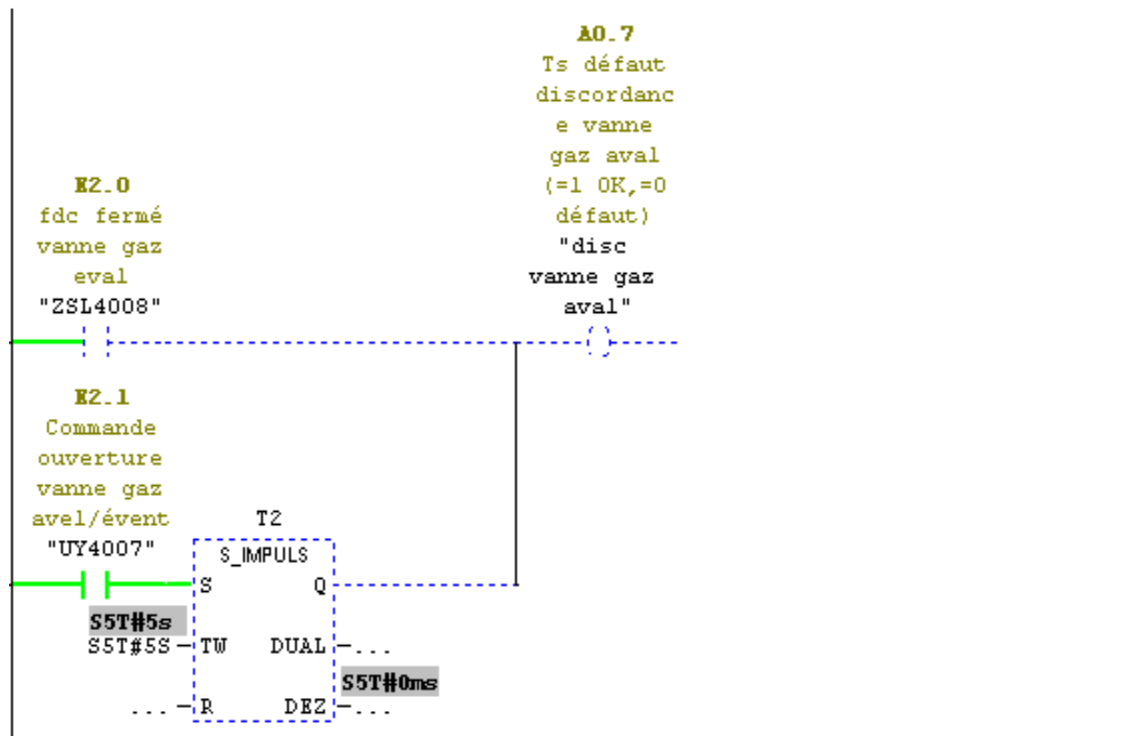 A0.7
Ts défaut
discordanc
e vanne
gaz aval
(=1 OK,=0
défaut)
"disc
vanne gaz
aval"
E2.0
fdc fermé
vanne gaz
eval
"ZSL4008"
E2.1
Commande
ouverture
vanne gaz
avel/évent
"UY4007"
T2
S_IMPULS
S Q
S5T#5s
S5T#5S TW DUAL ...
S5T#0ms
... R DEZ ...